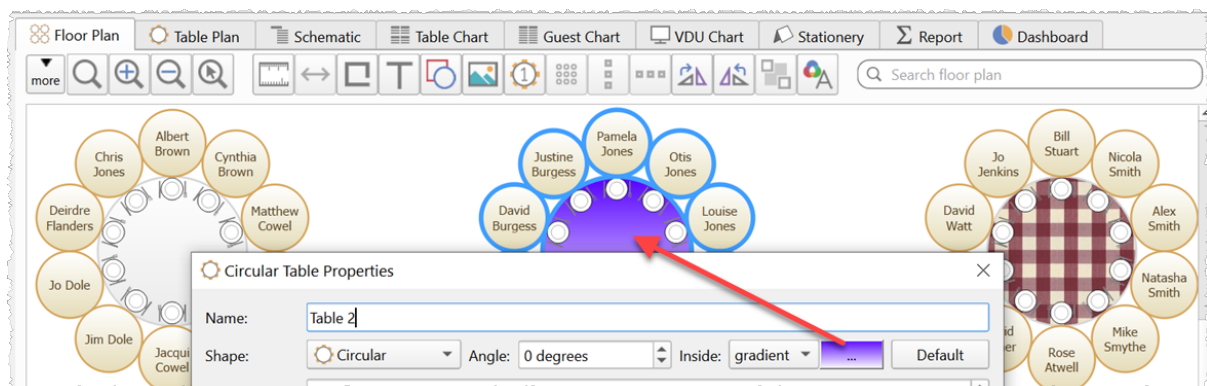 Floor Plan
Table Plan
Schematic
Table Chart
Guest Chart
VDU Chart
Stationery
Σ Report
Dashboard
more
T
1
A
Search floor plan
Albert
Brown
Chris
Jones
Cynthia
Brown
Deirdre
Flanders
Matthew
Cowel
Jo Dole
Jim Dole
Jacqui
Cowel
Pamela
Jones
Justine
Burgess
Otis
Jones
David
Burgess
Louise
Jones
Bill
Stuart
Jo
Jenkins
Nicola
Smith
David
Watt
Alex
Smith
Natasha
Smith
Mike
Smythe
Rose
Atwell
Circular Table Properties
Name:
Table 2
Shape:
Circular
Angle:
0 degrees
Inside:
gradient
...
Default